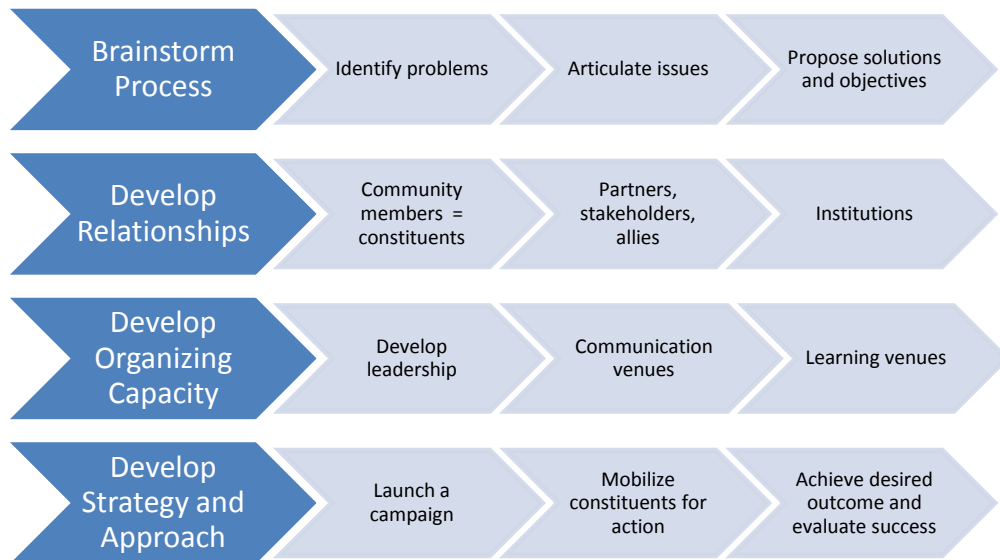 Brainstorm
Process
Identify problems
Articulate issues
Propose solutions
and objectives
Develop
Relationships
Community
members =
constituents
Partners,
stakeholders,
allies
Institutions
Develop
Organizing
Capacity
Develop
leadership
Communication
venues
Learning venues
Develop
Strategy and
Approach
Launch a
campaign
Mobilize
constituents for
action
Achieve desired
outcome and
evaluate success